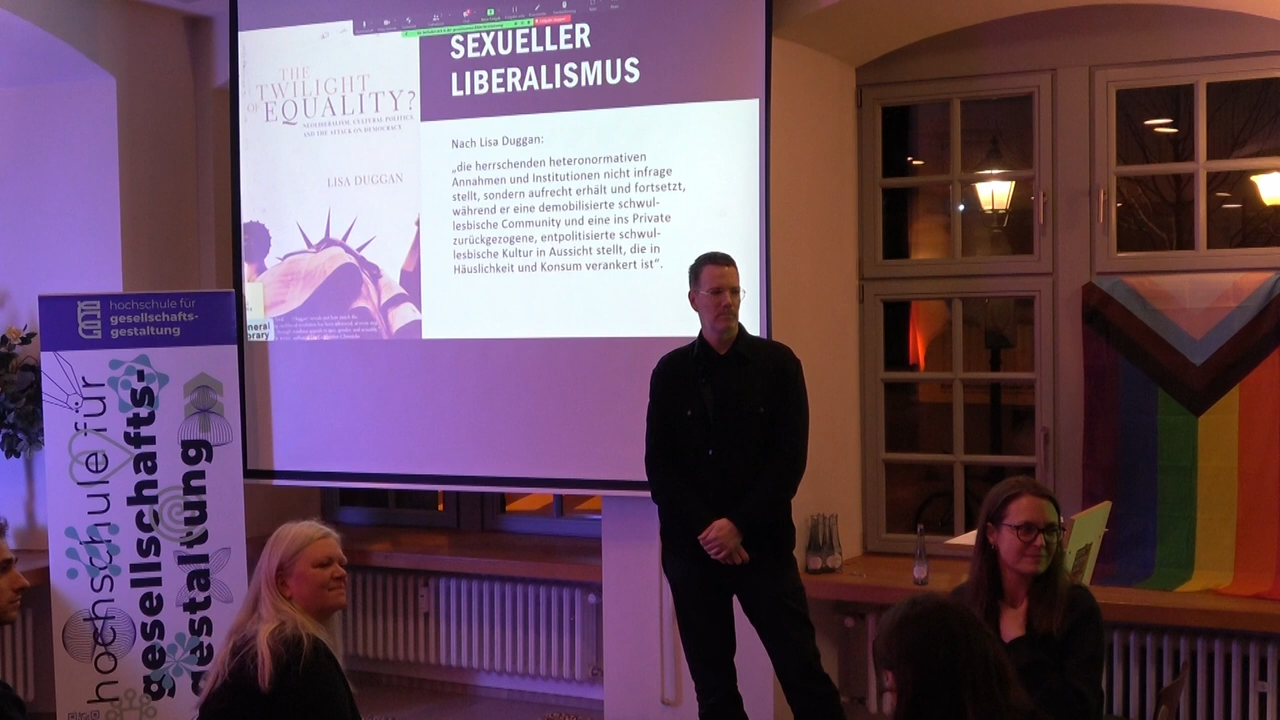 SEXUELLER
LIBERALISMUS
THE
TWILIGHT
OF EQUALITY?
NEOLIBERALISM, CULTURAL POLITICS,
AND THE ATTACK ON DEMOCRACY
LISA DUGGAN
Nach Lisa Duggan:
„die herrschenden heteronormativen
Annahmen und Institutionen nicht infrage
stellt, sondern aufrecht erhält und fortsetzt,
während er eine demobilisierte schwul-
lesbische Community und eine ins Private
zurückgezogene, entpolitisierte schwul-
lesbische Kultur in Aussicht stellt, die in
Häuslichkeit und Konsum verankert ist“.
hochschule für
gesellschafts-
gestaltung
hochschule für
gesellschafts-
gestaltung